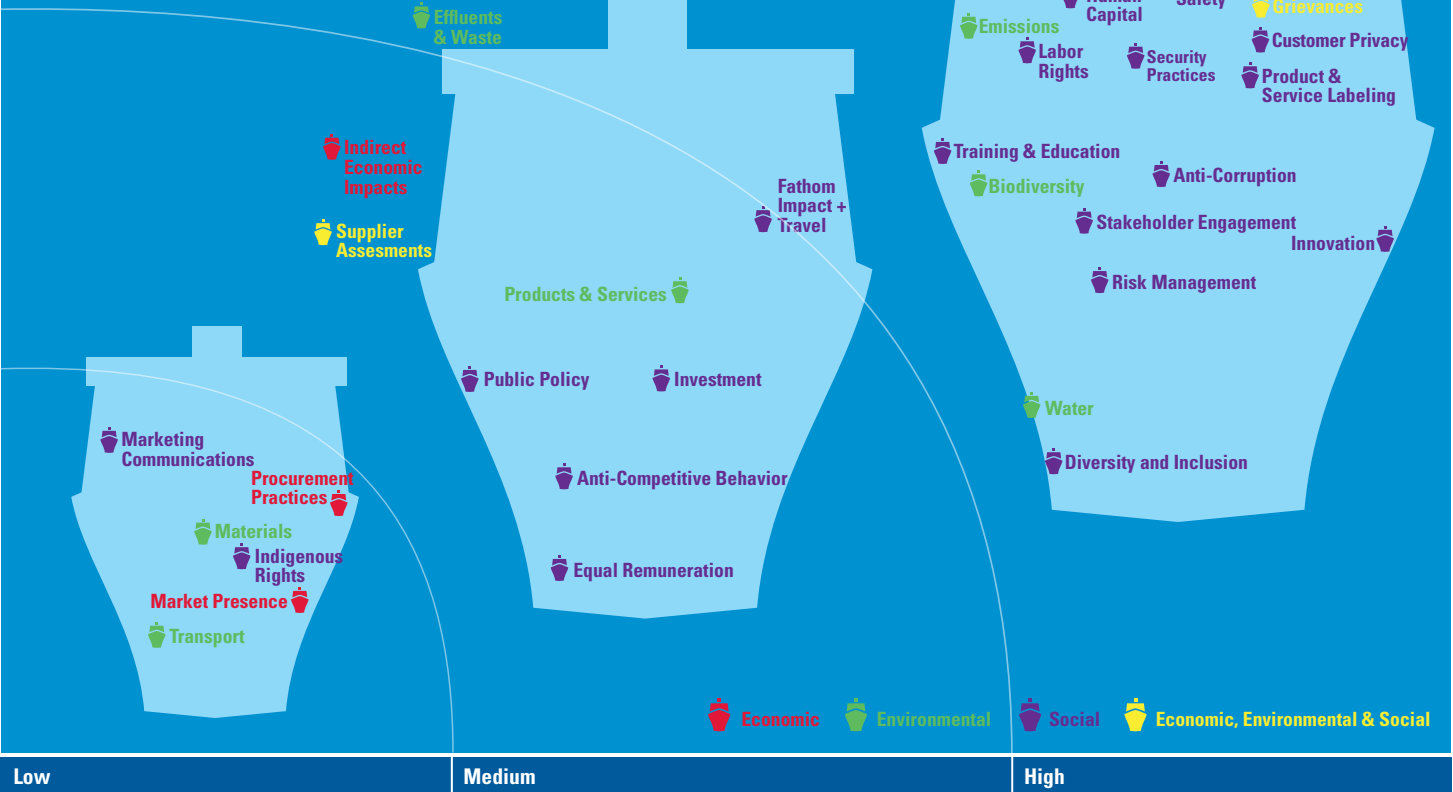 Effluents
& Waste
Capital
Safety
Grievances
Emissions
Labor
Rights
Security
Practices
Customer Privacy
Product &
Service Labeling
Indirect
Economic
Impacts
Supplier
Assesments
Fathom
Impact +
Travel
Training & Education
Biodiversity
Anti-Corruption
Stakeholder Engagement
Innovation
Risk Management
Products & Services
Public Policy
Investment
Water
Diversity and Inclusion
Marketing
Communications
Procurement
Practices
Anti-Competitive Behavior
Materials
Indigenous
Rights
Equal Remuneration
Market Presence
Transport
Economic
Environmental
Social
Economic, Environmental & Social
Low
Medium
High